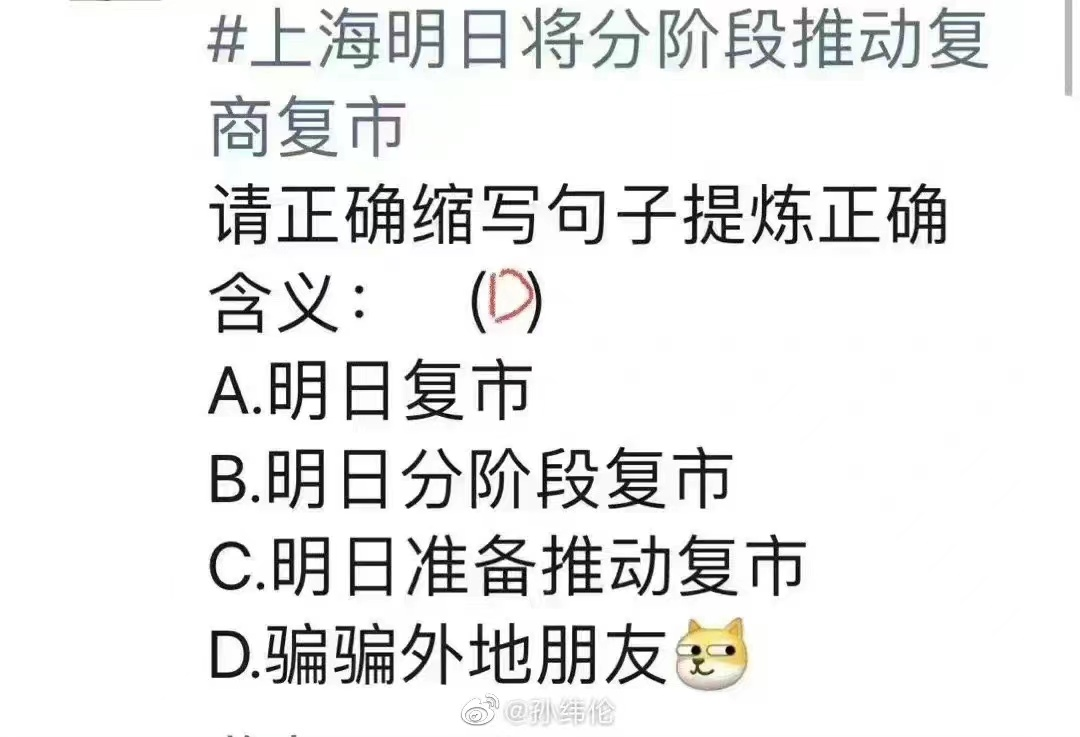 #上海明日将分阶段推动复
商复市
请正确缩写句子提炼正确
含义： (D)
A.明日复市
B.明日分阶段复市
C.明日准备推动复市
D.骗骗外地朋友
@孙纬伦